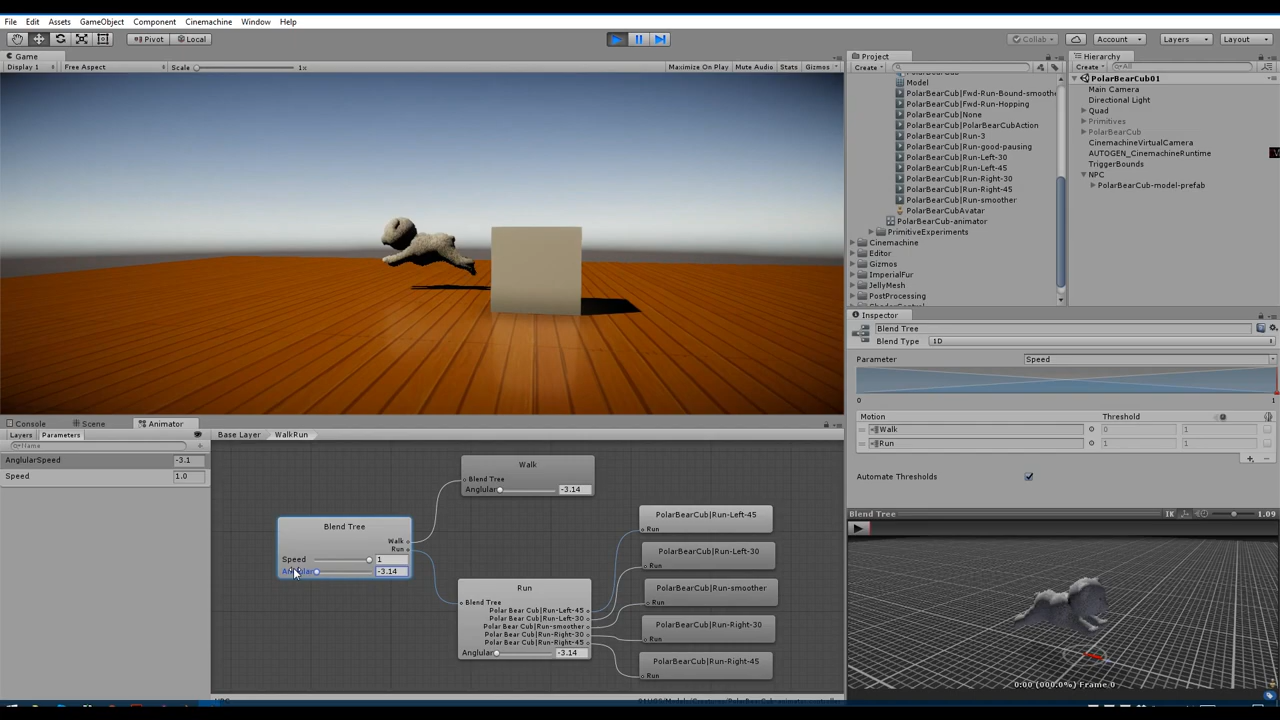 File Edit Assets GameObject Component Cinemachine Window Help
Pivot Local Collab Account Layers Layout
Game
Display 1 Free Aspect Scale 1x Maximize On Play Mute Audio Stats Gizmos
Project
Create
Model
PolarBearCub|Fwd-Run-Bound-smoothe
PolarBearCub|Fwd-Run-Hopping
PolarBearCub|None
PolarBearCub|PolarBearCubAction
PolarBearCub|Run-3
PolarBearCub|Run-good-pausing
PolarBearCub|Run-Left-30
PolarBearCub|Run-Left-45
PolarBearCub|Run-Right-30
PolarBearCub|Run-Right-45
PolarBearCub|Run-smoother
PolarBearCubAvatar
PolarBearCub-animator
PrimitiveExperiments
Cinemachine
Editor
Gizmos
ImperialFur
JellyMesh
PostProcessing
Hierarchy
Create All
PolarBearCub01
Main Camera
Directional Light
Quad
Primitives
PolarBearCub
CinemachineVirtualCamera
AUTOGEN_CinemachineRuntime
TriggerBounds
NPC
PolarBearCub-model-prefab
Inspector
Blend Tree
Blend Type 1D
Parameter Speed
0 1
Motion Threshold
Walk 0 1
Run 1 1
Automate Thresholds
Blend Tree IK 1.09
0:00 (000.0%) Frame 0
Console Scene Animator
Layers Parameters Base Layer WalkRun
Name
AnglularSpeed -3.1
Speed 1.0
Blend Tree
Walk
Run
Speed 1
-3.14
Walk
Blend Tree
Anglular -3.14
Run
Blend Tree
Polar Bear Cub|Run-Left-45
Polar Bear Cub|Run-Left-30
Polar Bear Cub|Run-smoother
Polar Bear Cub|Run-Right-30
Polar Bear Cub|Run-Right-45
Anglular -3.14
PolarBearCub|Run-Left-45
Run
PolarBearCub|Run-Left-30
Run
PolarBearCub|Run-smoother
Run
PolarBearCub|Run-Right-30
Run
PolarBearCub|Run-Right-45
Run